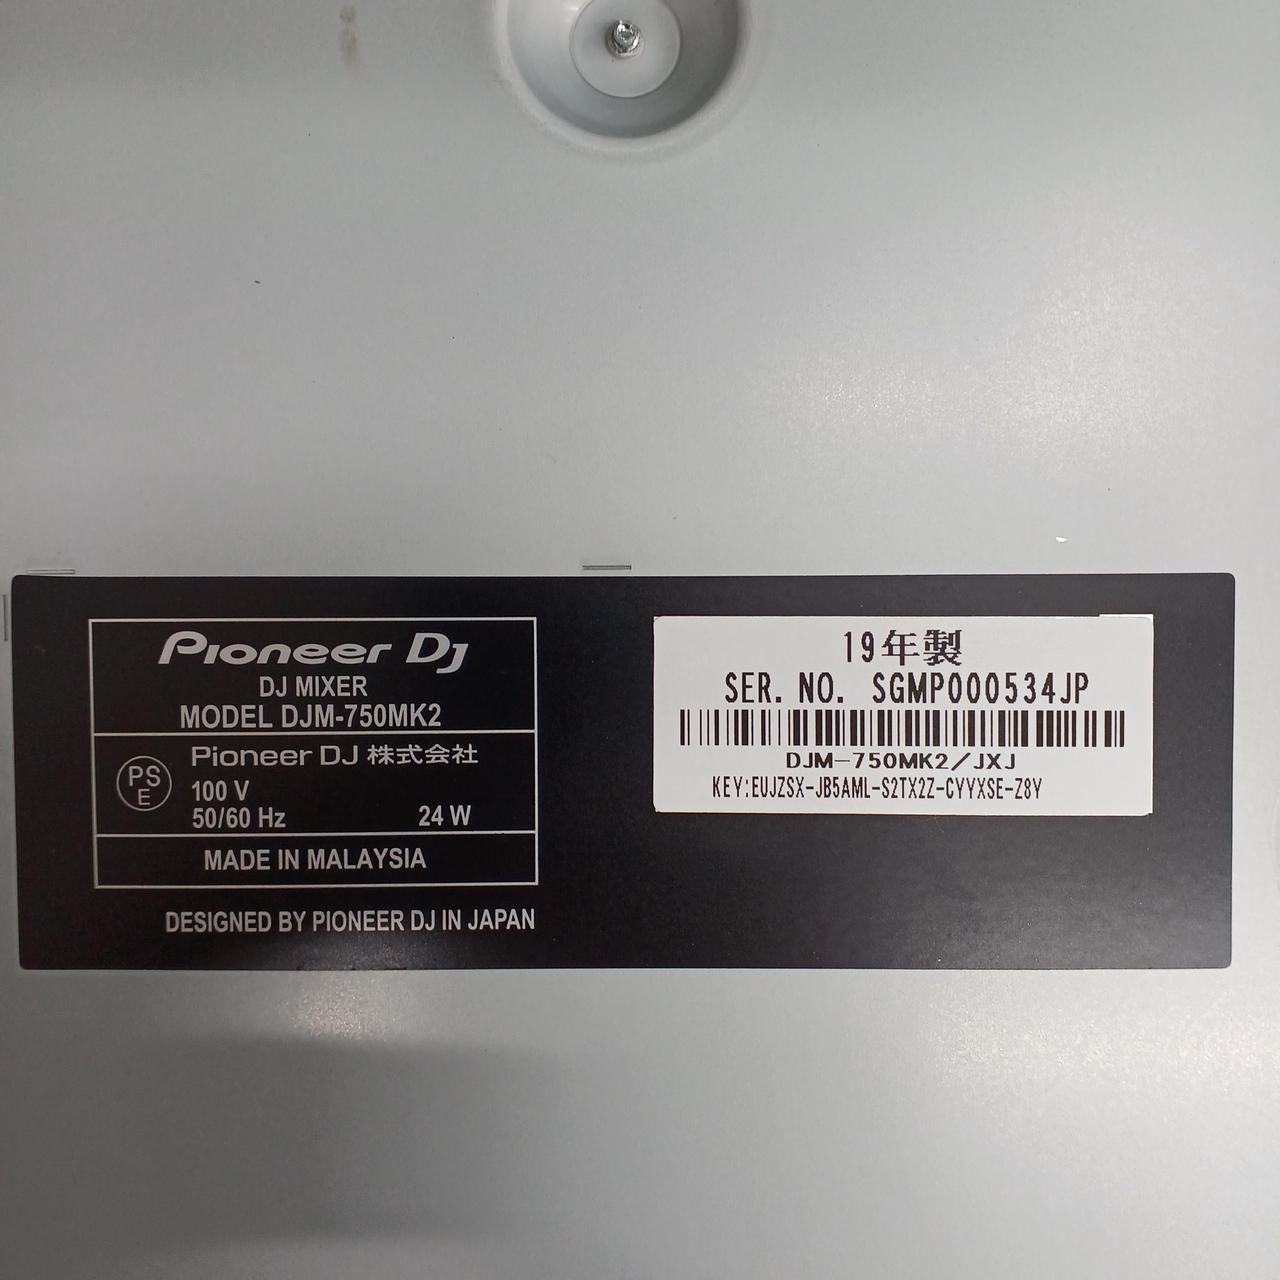 Pioneer DJ
DJ MIXER
MODEL DJM-750MK2
PS
E
Pioneer DJ 株式会社
100 V
50/60 Hz 24 W
MADE IN MALAYSIA
DESIGNED BY PIONEER DJ IN JAPAN
19年製
SER. NO. SGMP000534JP
DJM-750MK2/JXJ
KEY:EUJZSX-JB5AML-S2TX2Z-CYYXSE-Z8Y